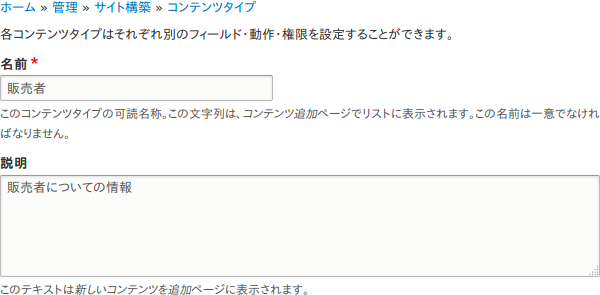 ホーム » 管理 » サイト構築 » コンテンツタイプ
各コンテンツタイプはそれぞれ別のフィールド・動作・権限を設定することができます。
名前 *
販売者
このコンテンツタイプの可読名称。この文字列は、コンテンツ追加ページでリストに表示されます。この名前は一意でなけれ
ばなりません。
説明
販売者についての情報
このテキストは新しいコンテンツを追加ページに表示されます。